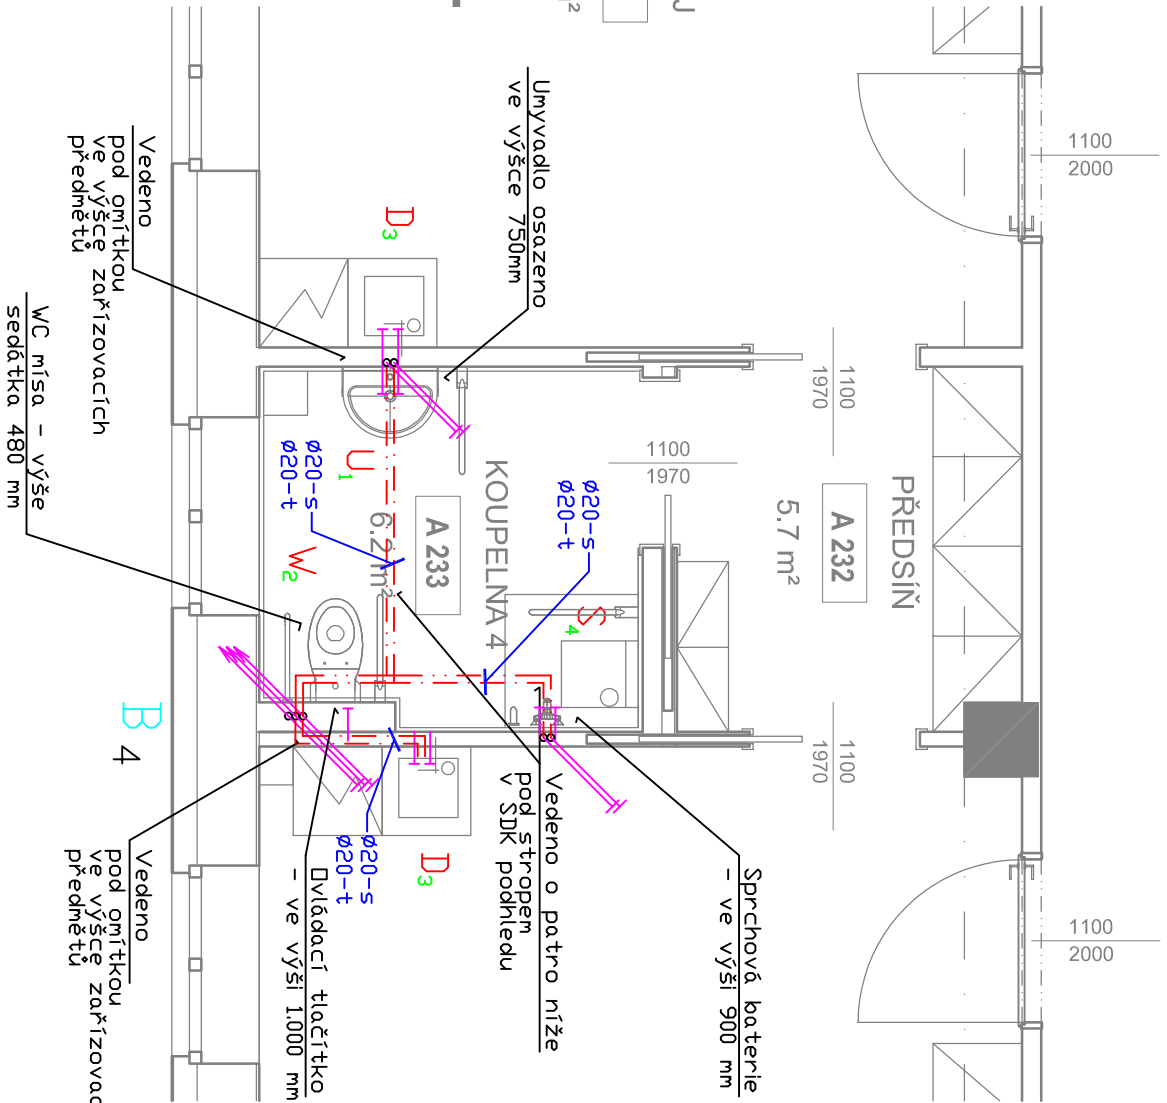 1100
2000
1100
1970
1100
1970
1100
1970
1100
2000
PŘEDSÍŇ
A 232
5.7 m²
KOUPELNA 4
A 233
6.2 m²
Umyvadlo osazeno
ve výšce 750mm
Vedeno
pod omítkou
ve výšce zařízovacích
předmětů
WC mísa - výše
sedátka 480 mm
D3
U1
W2
S4
D3
B 4
ø20-s
ø20-t
ø20-s
ø20-t
ø20-s
ø20-t
Sprchová baterie
- ve výši 900 mm
Vedeno o patro níže
pod stropem
v SDK podhledu
Ovládací tlačítko
- ve výši 1.000 mm
Vedeno
pod omítkou
ve výšce zařízovac
předmětů